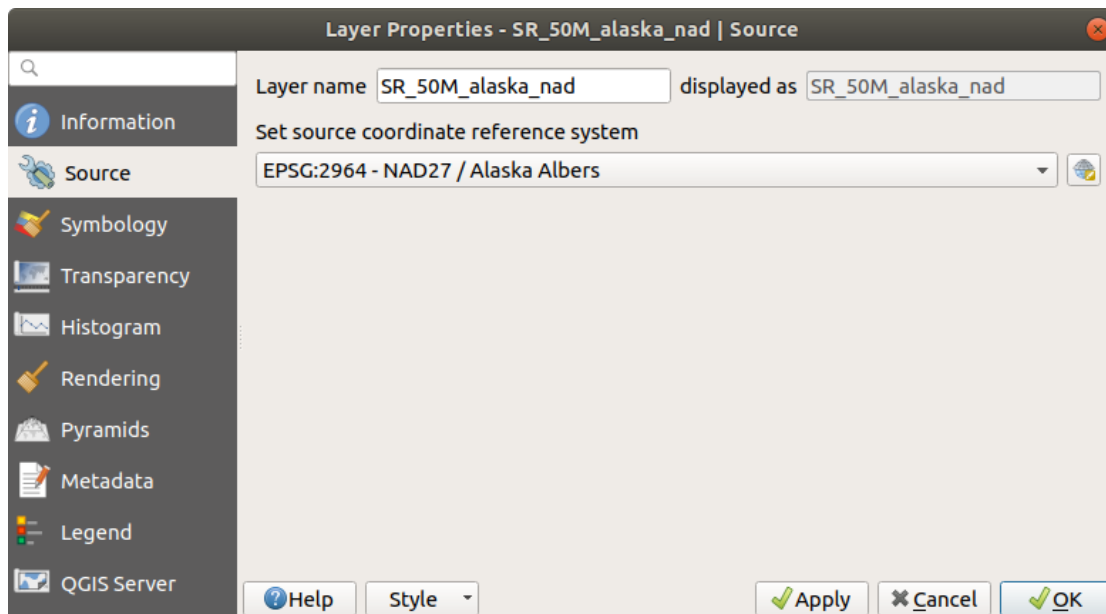 Layer Properties - SR_50M_alaska_nad | Source
Layer name SR_50M_alaska_nad displayed as SR_50M_alaska_nad
Set source coordinate reference system
EPSG:2964 - NAD27 / Alaska Albers
Information
Source
Symbology
Transparency
Histogram
Rendering
Pyramids
Metadata
Legend
QGIS Server
Help Style Apply Cancel OK